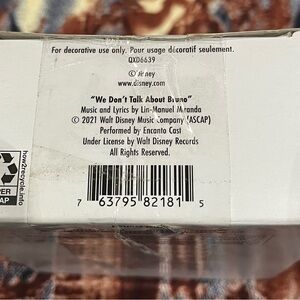 For decorative use only. Pour usage décoratif seulement.
QXD6639
© Disney
www.disney.com
"We Don't Talk About Bruno"
Music and Lyrics by Lin-Manuel Miranda
© 2021 Walt Disney Music Company (ASCAP)
Performed by Encanto Cast
Under License by Walt Disney Records
All Rights Reserved.
how2recycle.info
PER
AP
7 63795 82181 5